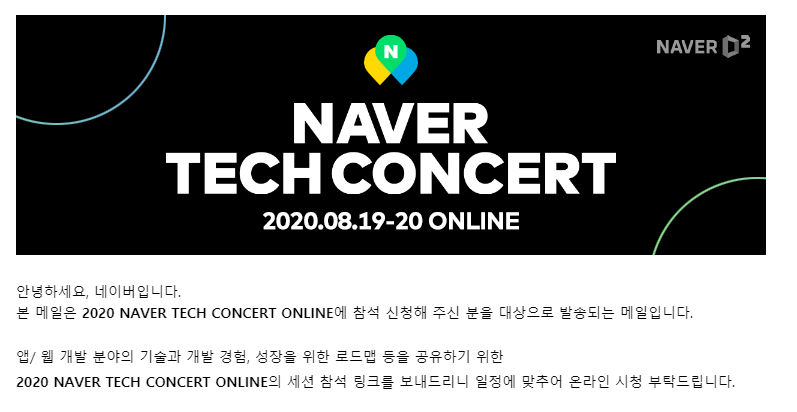 NAVER D2
N
NAVER
TECH CONCERT
2020.08.19-20 ONLINE
안녕하세요, 네이버입니다.
본 메일은 2020 NAVER TECH CONCERT ONLINE에 참석 신청해 주신 분을 대상으로 발송되는 메일입니다.
앱/ 웹 개발 분야의 기술과 개발 경험, 성장을 위한 로드맵 등을 공유하기 위한
2020 NAVER TECH CONCERT ONLINE의 세션 참석 링크를 보내드리니 일정에 맞추어 온라인 시청 부탁드립니다.